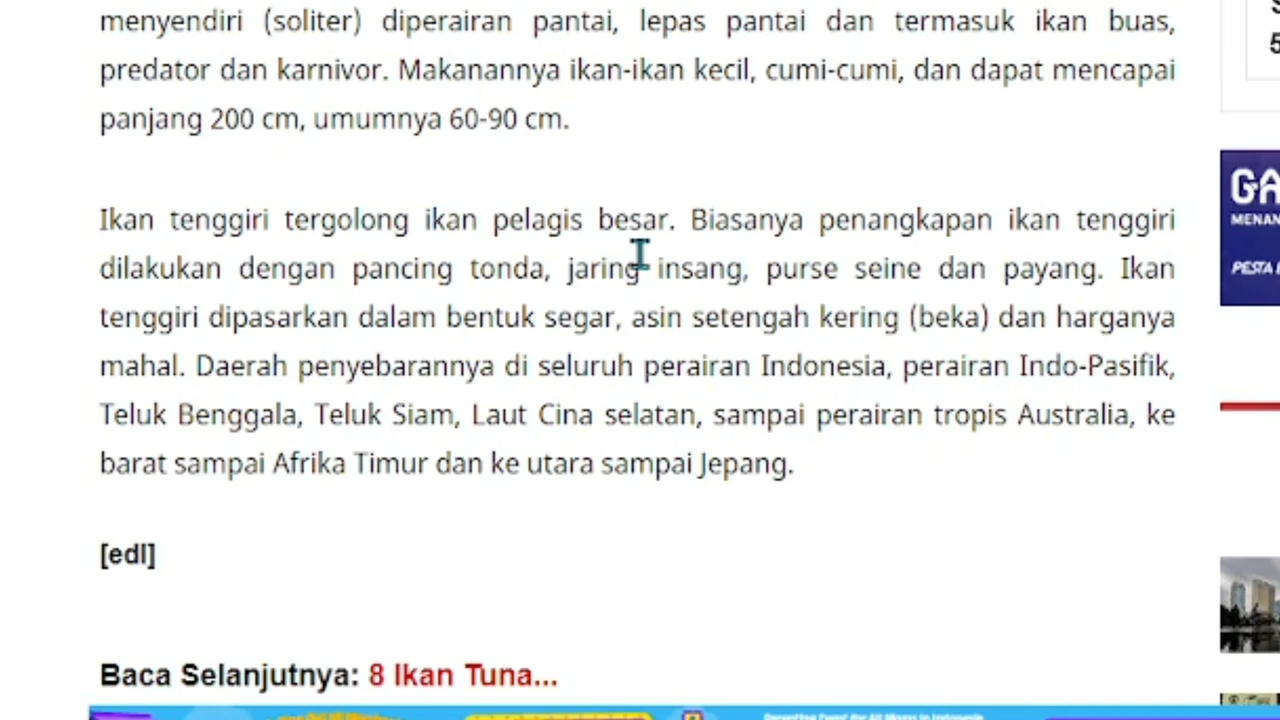 menyendiri (soliter) diperairan pantai, lepas pantai dan termasuk ikan buas,
predator dan karnivor. Makanannya ikan-ikan kecil, cumi-cumi, dan dapat mencapai
panjang 200 cm, umumnya 60-90 cm.
Ikan tenggiri tergolong ikan pelagis besar. Biasanya penangkapan ikan tenggiri
dilakukan dengan pancing tonda, jaring insang, purse seine dan payang. Ikan
tenggiri dipasarkan dalam bentuk segar, asin setengah kering (beka) dan harganya
mahal. Daerah penyebarannya di seluruh perairan Indonesia, perairan Indo-Pasifik,
Teluk Benggala, Teluk Siam, Laut Cina selatan, sampai perairan tropis Australia, ke
barat sampai Afrika Timur dan ke utara sampai Jepang.
[edl]
Baca Selanjutnya: 8 Ikan Tuna...
GA
MENAN
PESTA
5